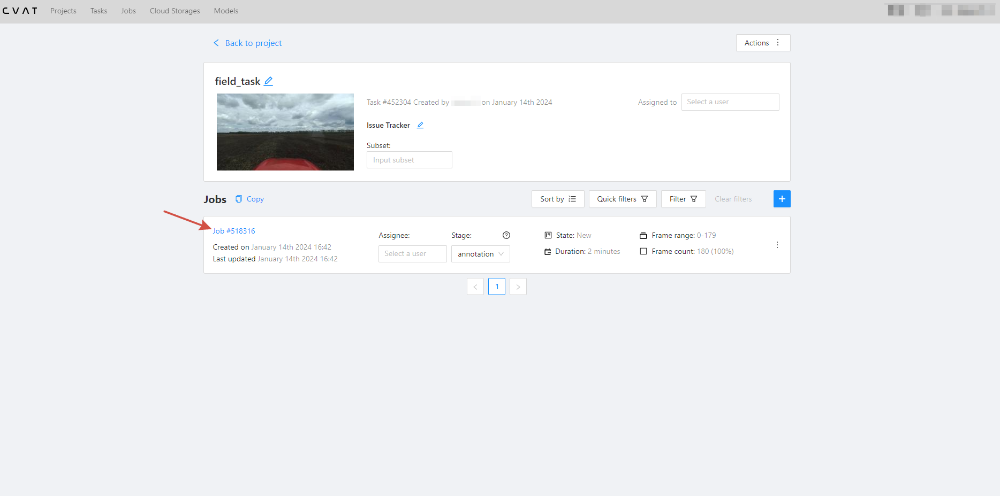 CVAT Projects Tasks Jobs Cloud Storages Models
Back to project
Actions
field_task
Task #452304 Created by on January 14th 2024
Assigned to
Select a user
Issue Tracker
Subset:
Input subset
Jobs
Copy
Sort by
Quick filters
Filter
Clear filters
Job #518316
Created on January 14th 2024 16:42
Last updated January 14th 2024 16:42
Assignee:
Select a user
Stage:
annotation
State: New
Duration: 2 minutes
Frame range: 0-179
Frame count: 180 (100%)
1